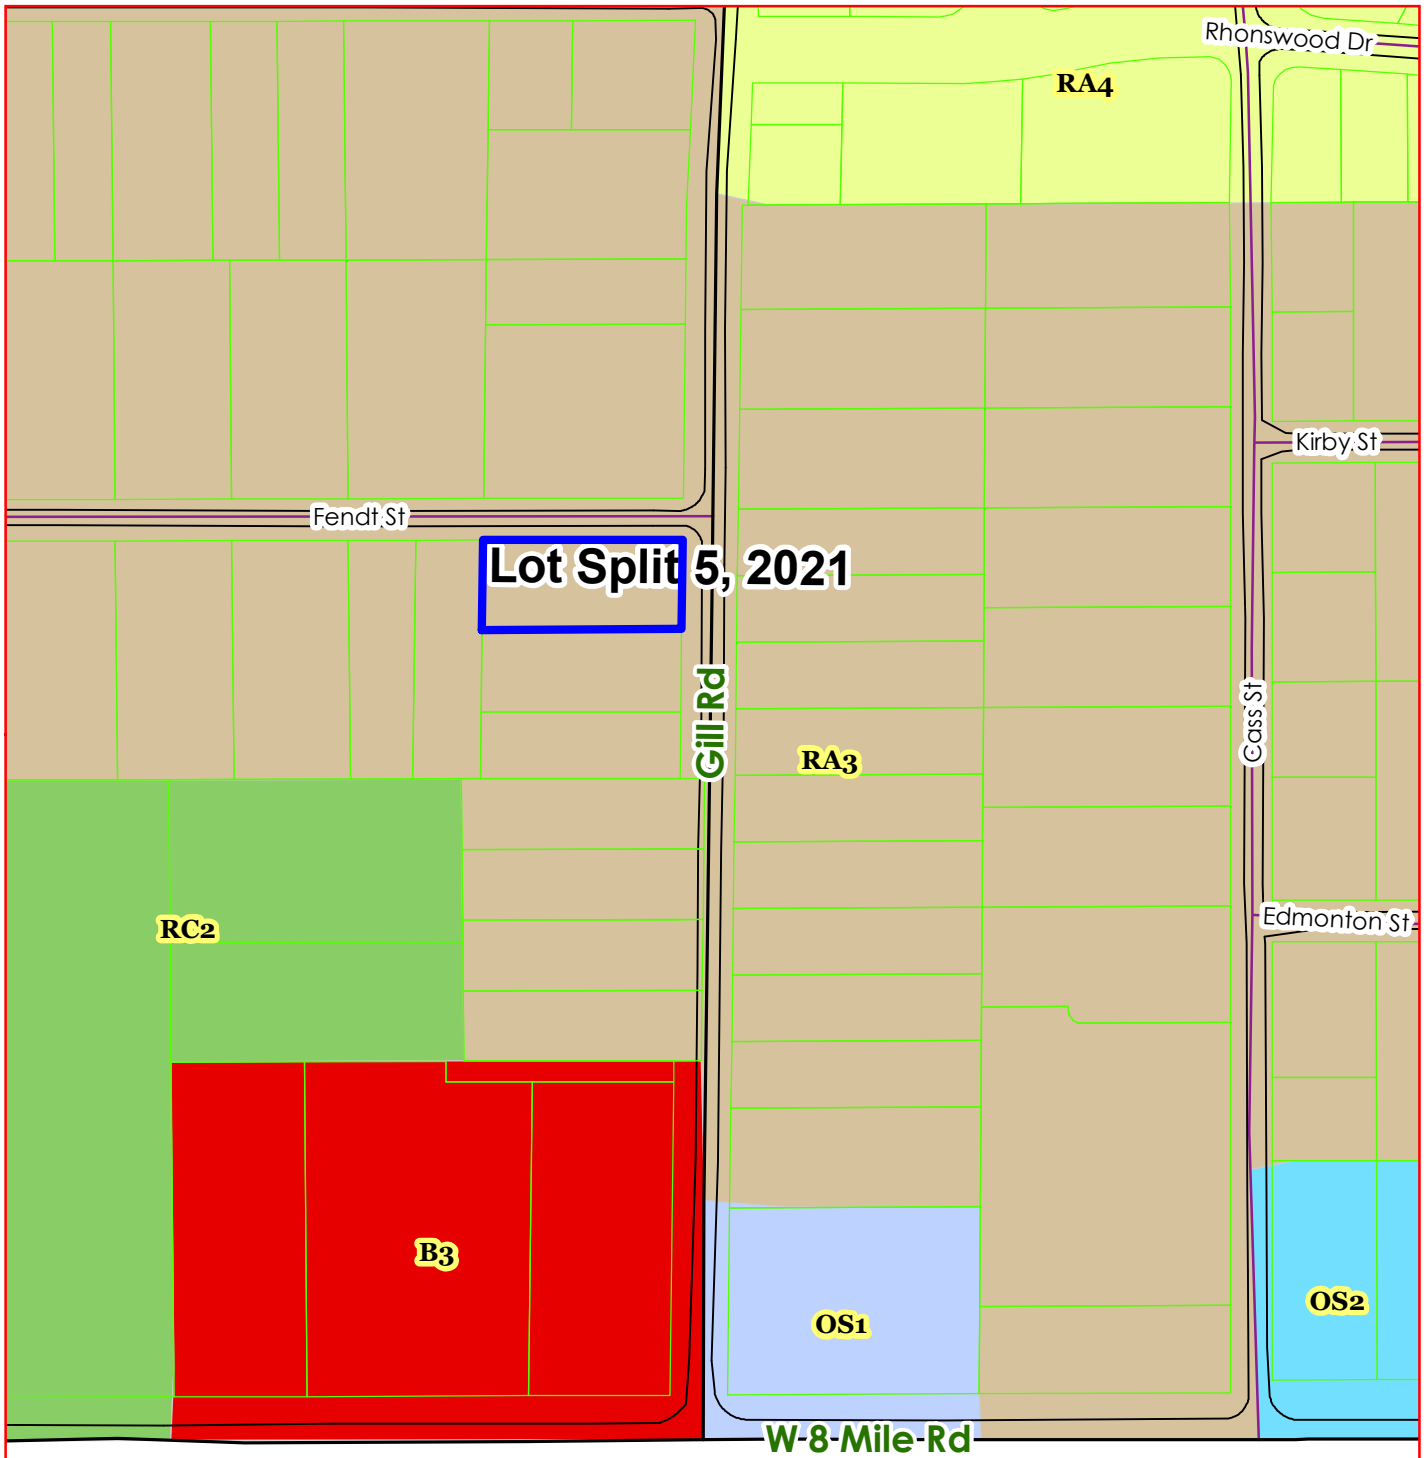 Rhonswood Dr
RA4
Kirby St
Fendt St
Lot Split 5, 2021
Gill Rd
Cass St
RA3
Edmonton St
RC2
B3
OS2
OS1
W 8 Mile Rd